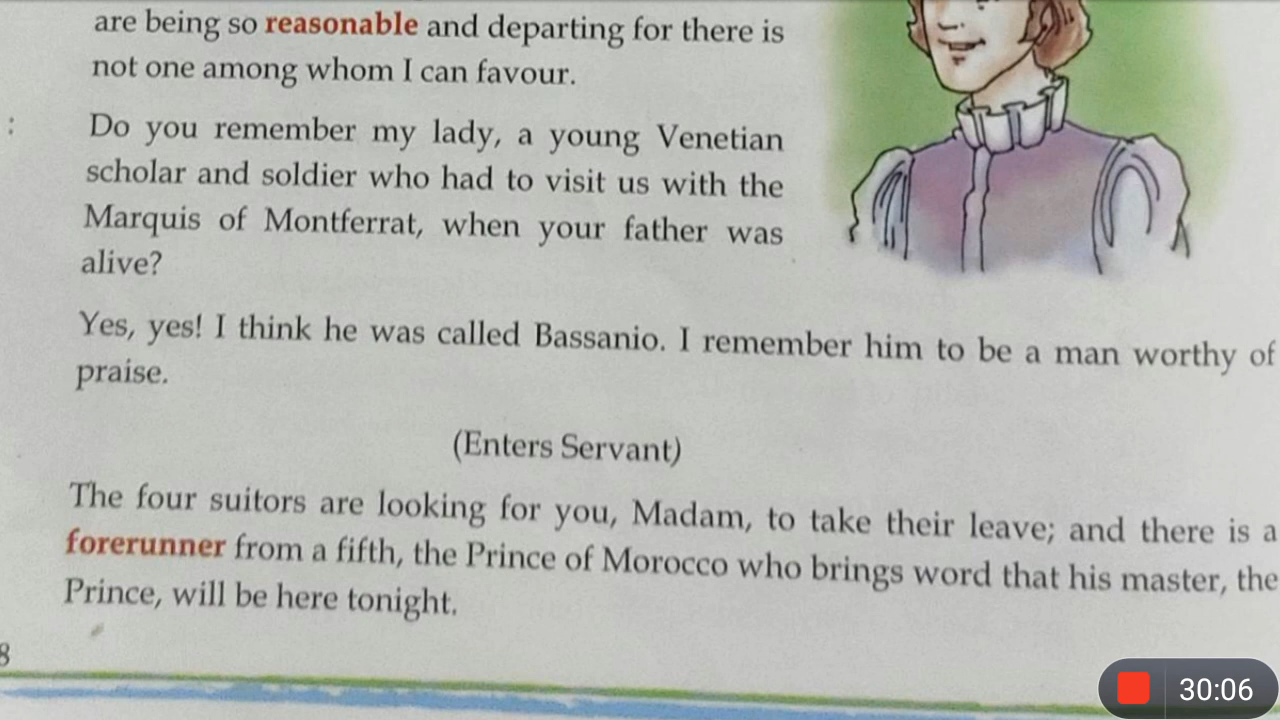 are being so reasonable and departing for there is
not one among whom I can favour.
: Do you remember my lady, a young Venetian
scholar and soldier who had to visit us with the
Marquis of Montferrat, when your father was
alive?
Yes, yes! I think he was called Bassanio. I remember him to be a man worthy of
praise.
(Enters Servant)
The four suitors are looking for you, Madam, to take their leave; and there is a
forerunner from a fifth, the Prince of Morocco who brings word that his master, the
Prince, will be here tonight.
8
30:06